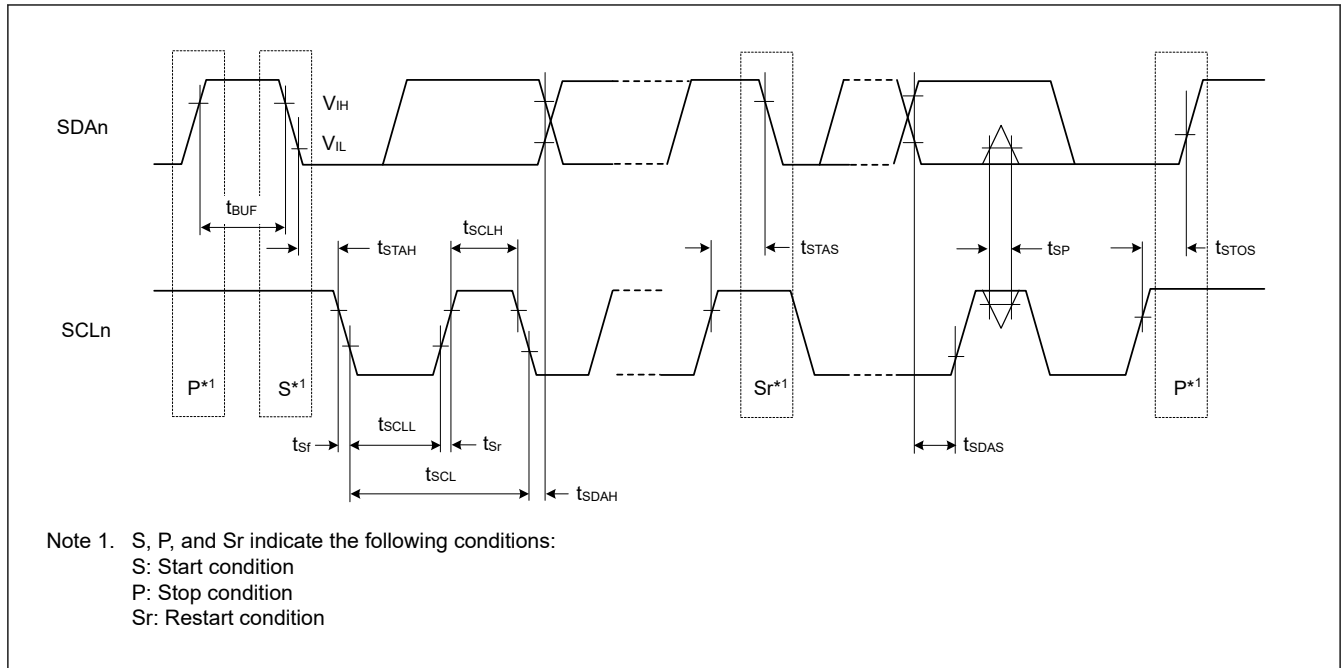 SDAn
VIH
VIL
tBUF
tSTAH
tSCLH
tSTAS
tSP
tSTOS
SCLn
P*1
S*1
Sr*1
P*1
tSf
tSCLL
tSr
tSDAS
tSCL
tSDAH
Note 1. S, P, and Sr indicate the following conditions:
S: Start condition
P: Stop condition
Sr: Restart condition